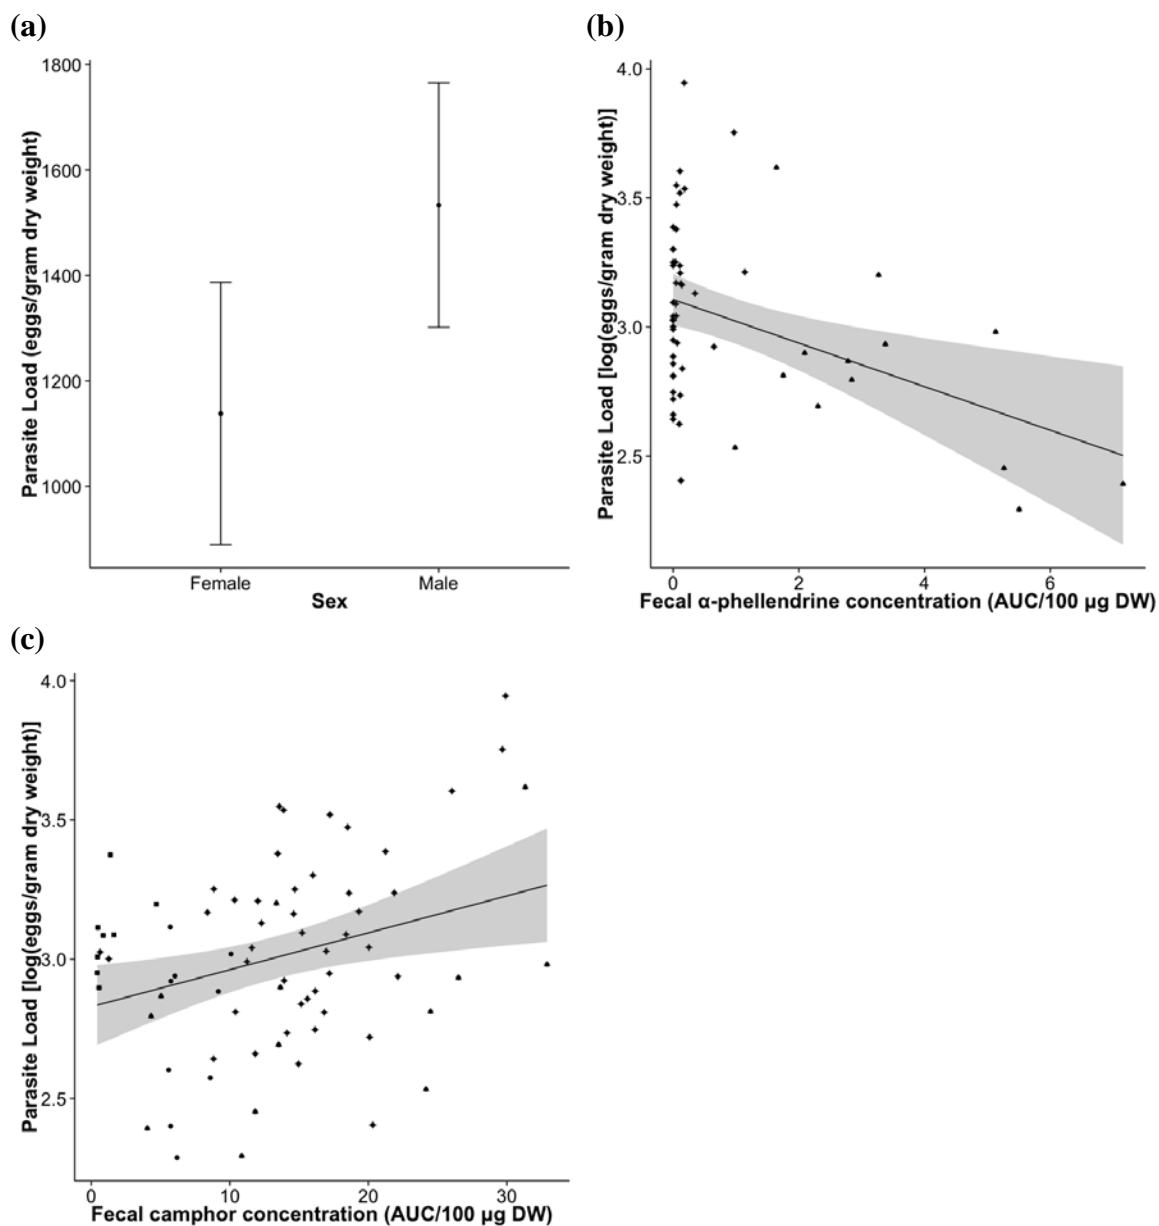 (a)
1800
1600
1400
1200
1000
Parasite Load (eggs/gram dry weight)
Female
Male
Sex
(b)
4.0
3.5
3.0
2.5
Parasite Load [log(eggs/gram dry weight)]
0
2
4
6
Fecal α-phellendrine concentration (AUC/100 µg DW)
(c)
4.0
3.5
3.0
2.5
Parasite Load [log(eggs/gram dry weight)]
0
10
20
30
Fecal camphor concentration (AUC/100 µg DW)